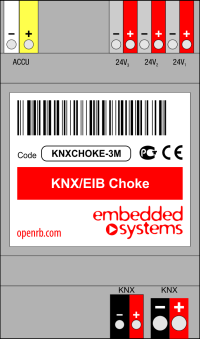 − + − + − + − +
ACCU 24V₁ 24V₂ 24V₃
Code KNXCHOKE-3M CE
KNX/EIB Choke
embedded
systems
openrb.com
KNX KNX
− + − +